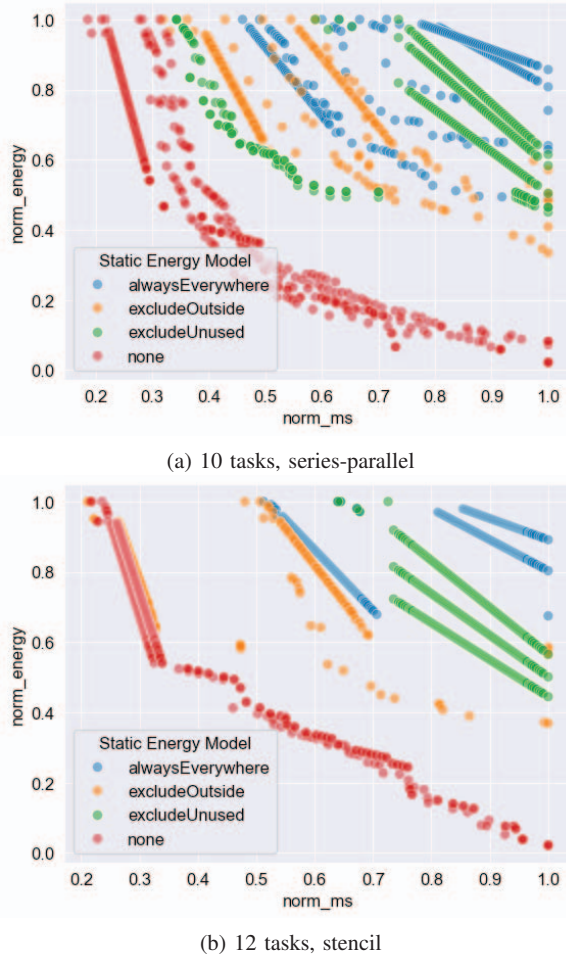 1.0
0.8
0.6
0.4
0.2
0.0
norm_energy
Static Energy Model
alwaysEverywhere
excludeOutside
excludeUnused
none
0.2 0.3 0.4 0.5 0.6 0.7 0.8 0.9 1.0
norm_ms
(a) 10 tasks, series-parallel
1.0
0.8
0.6
0.4
0.2
0.0
norm_energy
Static Energy Model
alwaysEverywhere
excludeOutside
excludeUnused
none
0.2 0.3 0.4 0.5 0.6 0.7 0.8 0.9 1.0
norm_ms
(b) 12 tasks, stencil